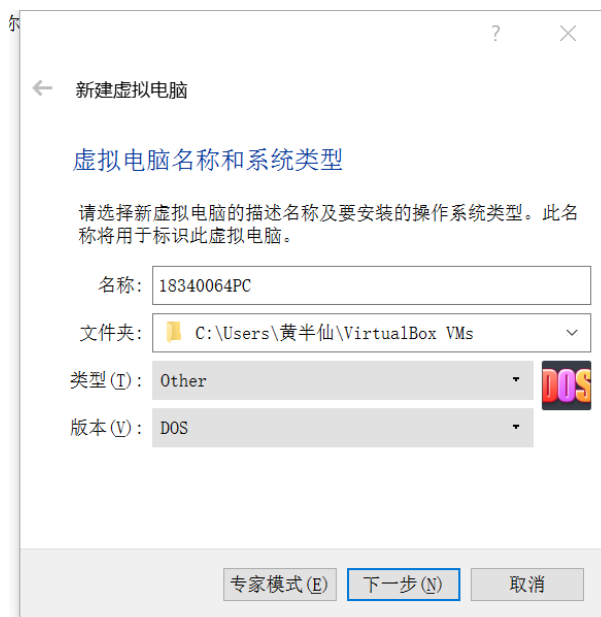 你
?
新建虚拟电脑
虚拟电脑名称和系统类型
请选择新虚拟电脑的描述名称及要安装的操作系统类型。此名
称将用于标识此虚拟电脑。
名称: 18340064PC
文件夹: C:\Users\黄半仙\VirtualBox VMs
类型(T): Other
DOS
版本(V): DOS
专家模式(E) 下一步(N) 取消